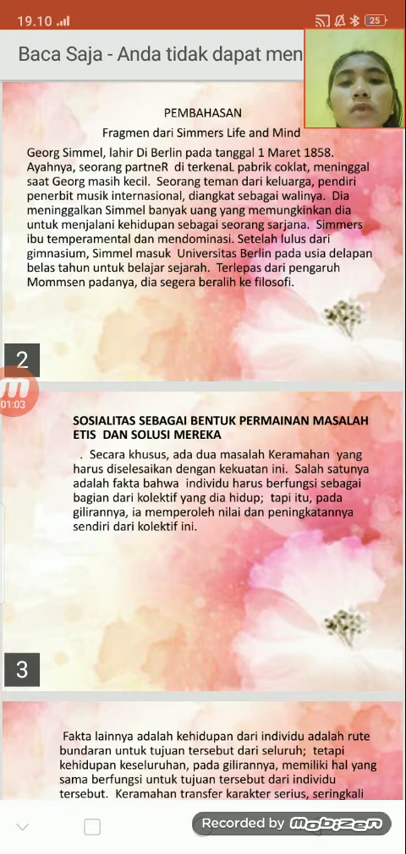 19.10
25
Baca Saja - Anda tidak dapat men
PEMBAHASAN
Fragmen dari Simmers Life and Mind
Georg Simmel, lahir Di Berlin pada tanggal 1 Maret 1858.
Ayahnya, seorang partneR di terkenaL pabrik coklat, meninggal
saat Georg masih kecil. Seorang teman dari keluarga, pendiri
penerbit musik internasional, diangkat sebagai walinya. Dia
meninggalkan Simmel banyak uang yang memungkinkan dia
untuk menjalani kehidupan sebagai seorang sarjana. Simmers
ibu temperamental dan mendominasi. Setelah lulus dari
gimnasium, Simmel masuk Universitas Berlin pada usia delapan
belas tahun untuk belajar sejarah. Terlepas dari pengaruh
Mommsen padanya, dia segera beralih ke filosofi.
2
m
01:03
SOSIALITAS SEBAGAI BENTUK PERMAINAN MASALAH
ETIS DAN SOLUSI MEREKA
. Secara khusus, ada dua masalah Keramahan yang
harus diselesaikan dengan kekuatan ini. Salah satunya
adalah fakta bahwa individu harus berfungsi sebagai
bagian dari kolektif yang dia hidup; tapi itu, pada
gilirannya, ia memperoleh nilai dan peningkatannya
sendiri dari kolektif ini.
3
Fakta lainnya adalah kehidupan dari individu adalah rute
bundaran untuk tujuan tersebut dari seluruh; tetapi
kehidupan keseluruhan, pada gilirannya, memiliki hal yang
sama berfungsi untuk tujuan tersebut dari individu
tersebut. Keramahan transfer karakter serius, seringkali
Recorded by mobizen